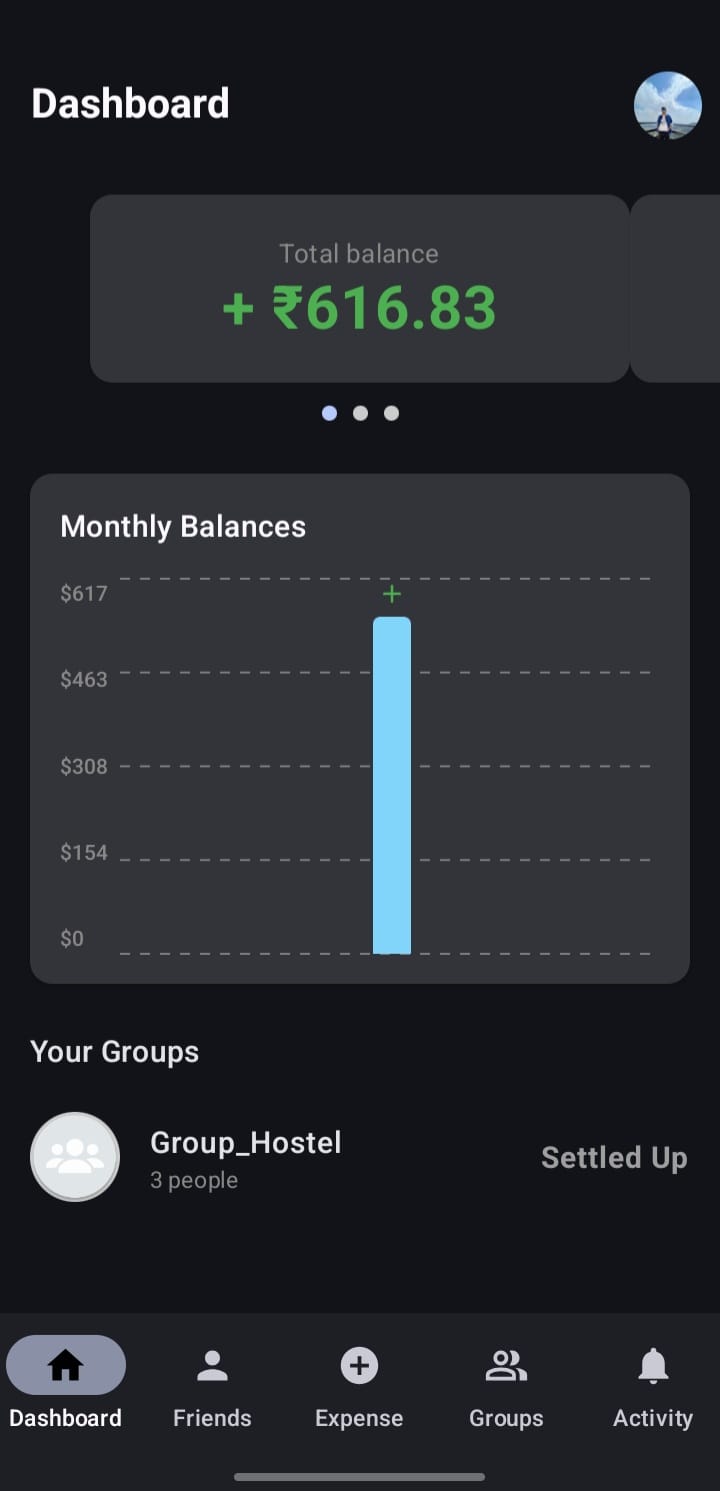 Dashboard
Total balance
+ ₹616.83
Monthly Balances
$617
+
$463
$308
$154
$0
Your Groups
Group_Hostel
3 people
Settled Up
Dashboard
Friends
Expense
Groups
Activity